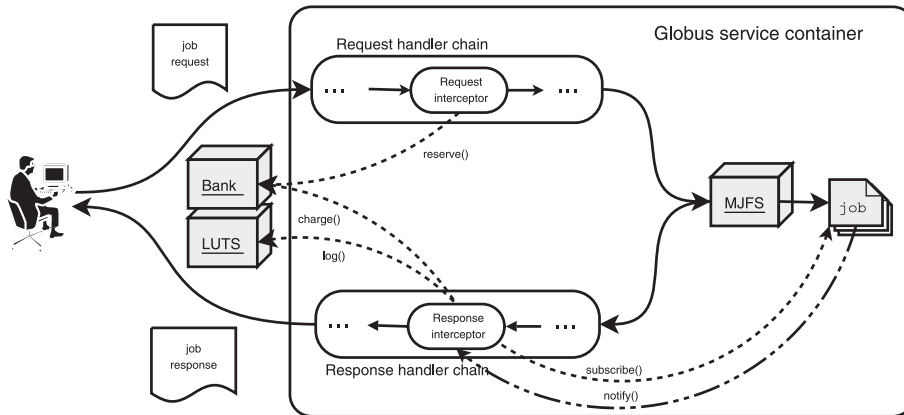 job
request
Globus service container
Request handler chain
...
Request
interceptor
...
reserve()
Bank
LUTS
MJFS
job
charge()
log()
...
Response
interceptor
...
Response handler chain
subscribe()
notify()
job
response